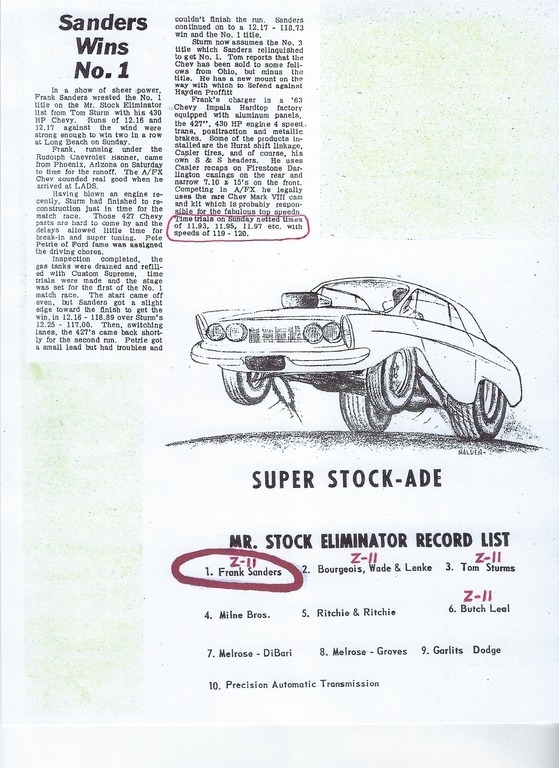 Sanders
Wins
No. 1
In a show of sheer power,
Frank Sanders wrested the No. 1
title on the Mr. Stock Eliminator
list from Tom Sturm with his 430
HP Chevy. Runs of 12.16 and
12.17 against the wind were
strong enough to win two in a row
at Long Beach on Sunday.
Frank, running under the
Rudolph Chevrolet Banner, came
from Phoenix, Arizona on Saturday
to time for the runoff. The A/FX
Chev sounded real good when he
arrived at LADS.
Having blown an engine re-
cently, Sturm had finished to re-
construction just in time for the
match race. Those 427 Chevy
parts are hard to come by and the
delays allowed little time for
break-in and super tuning. Pete
Petrie of Ford fame was assigned
the driving chores.
Inspection completed, the
gas tanks were drained and refill-
ed with Custom Supreme, time
trials were made and the stage
was set for the first of the No. 1
match race. The start came off
even, but Sanders got a slight
edge toward the finish to get the
win, in 12.16 - 118.89 over Sturm's
12.25 - 117.00. Then, switching
lanes, the 427's came back short-
ly for the second run. Petrie got
a small lead but had troubles and
couldn't finish the run. Sanders
continued on to a 12.17 - 118.73
win and the No. 1 title.
Sturm now assumes the No. 3
title which Sanders relinquished
to get No. 1. Tom reports that the
Chev has been sold to some fell-
ows from Ohio, but minus the
title. He has a new mount on the
way with which to defend against
Hayden Proffitt
Frank's charger is a '63
Chevy Impala Hardtop factory
equipped with aluminum panels,
the 427", 430 HP engine 4 speed
trans, positraction and metallic
brakes. Some of the products in-
stalled are the Hurst shift linkage,
Casler tires, and of course, his
own S & S headers. He uses
Casler recaps on Firestone Dar-
lington casings on the rear and
narrow 7.10 x 15's on the front.
Competing in A/FX he legally
uses the rare Chev Mark VIII cam
and kit which is probably respon-
sible for the fabulous top speeds.
Time trials on Sunday netted times
of 11.93, 11.95, 11.97 etc. with
speeds of 119 - 120.
HALDEN
SUPER STOCK-ADE
MR. STOCK ELIMINATOR RECORD LIST
Z-11 Z-11 Z-11
1. Frank Sanders 2. Bourgeois, Wade & Lenke 3. Tom Sturms
Z-11
4. Milne Bros. 5. Ritchie & Ritchie 6. Butch Leal
7. Melrose - DiBari 8. Melrose - Groves 9. Garlits Dodge
10. Precision Automatic Transmission